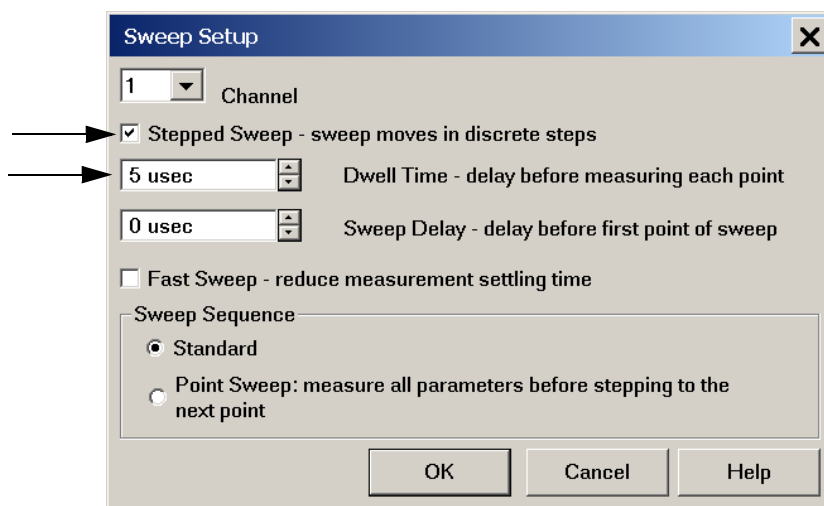 Sweep Setup
1 Channel
Stepped Sweep - sweep moves in discrete steps
5 usec Dwell Time - delay before measuring each point
0 usec Sweep Delay - delay before first point of sweep
Fast Sweep - reduce measurement settling time
Sweep Sequence
Standard
Point Sweep: measure all parameters before stepping to the
next point
OK Cancel Help